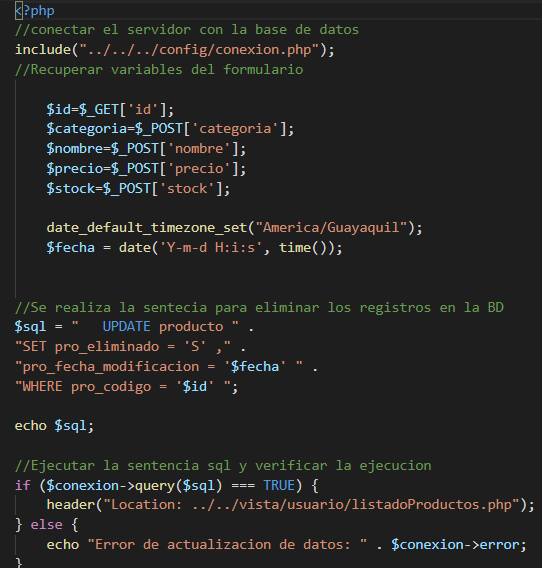 <?php
//conectar el servidor con la base de datos
include("../../../config/conexion.php");
//Recuperar variables del formulario
$id=$_GET['id'];
$categoria=$_POST['categoria'];
$nombre=$_POST['nombre'];
$precio=$_POST['precio'];
$stock=$_POST['stock'];
date_default_timezone_set("America/Guayaquil");
$fecha = date('Y-m-d H:i:s', time());
//Se realiza la sentecia para eliminar los registros en la BD
$sql = "   UPDATE producto " .
"SET pro_eliminado = 'S' ," .
"pro_fecha_modificacion = '$fecha' " .
"WHERE pro_codigo = '$id' ";
echo $sql;
//Ejecutar la sentencia sql y verificar la ejecucion
if ($conexion->query($sql) === TRUE) {
header("Location: ../../vista/usuario/listadoProductos.php");
} else {
echo "Error de actualizacion de datos: " . $conexion->error;
}